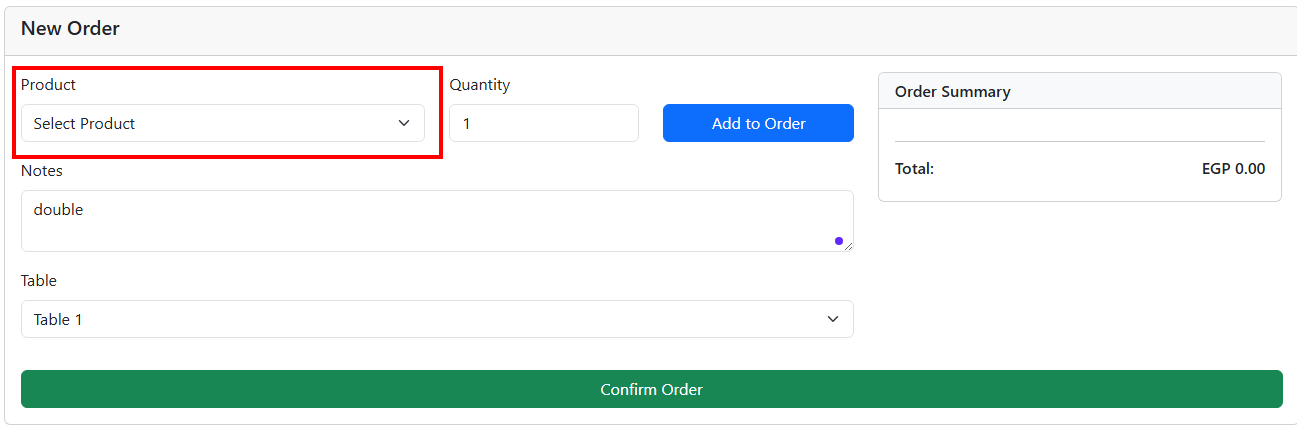 New Order
Product
Select Product
Quantity
1
Add to Order
Notes
double
Table
Table 1
Order Summary
Total: EGP 0.00
Confirm Order